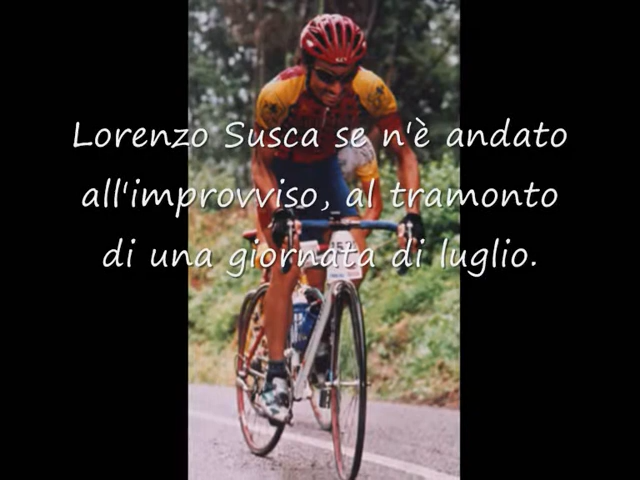 Lorenzo Susca se n'è andato
all'improvviso, al tramonto
di una giornata di luglio.